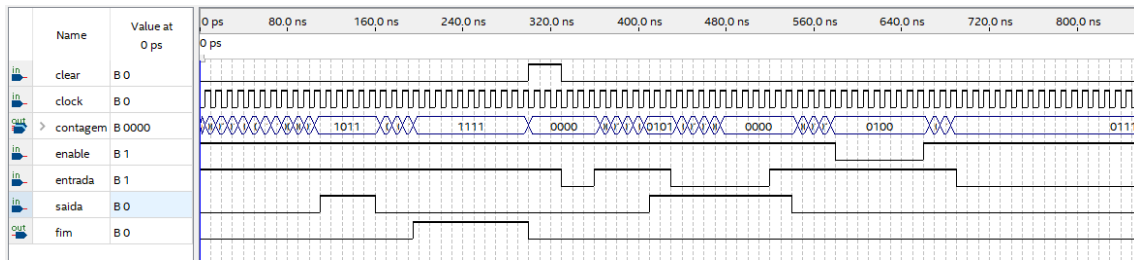 Name Value at 0 ps
0 ps 80.0 ns 160.0 ns 240.0 ns 320.0 ns 400.0 ns 480.0 ns 560.0 ns 640.0 ns 720.0 ns 800.0 ns
0 ps
in clear B 0
in clock B 0
out contagem B 0000 1011 1111 0000 0101 0000 0100 0111
in enable B 1
in entrada B 1
in saida B 0
out fim B 0